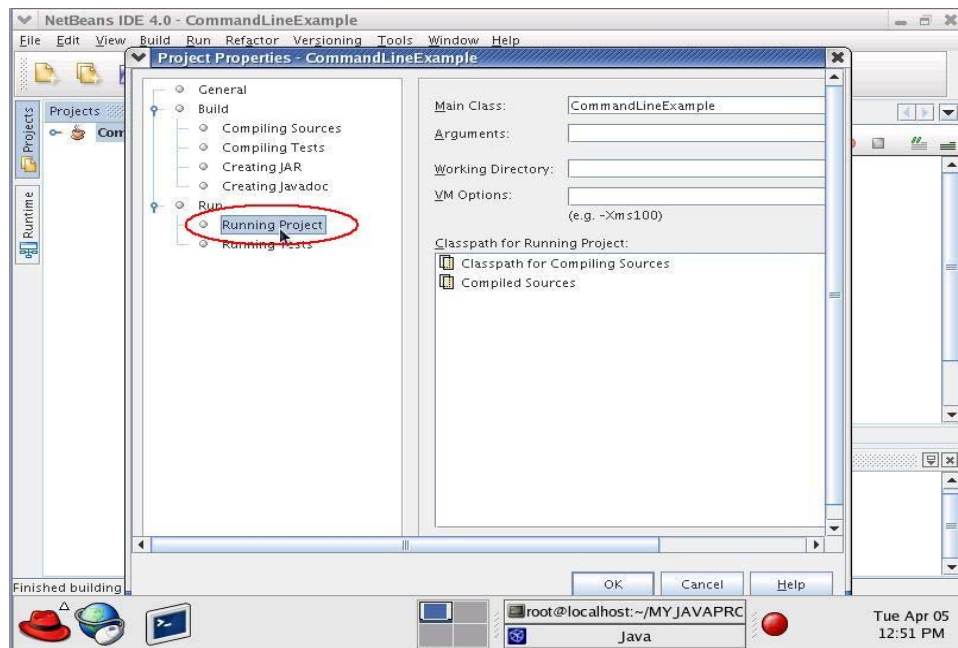 NetBeans IDE 4.0 - CommandLineExample
File Edit View Build Run Refactor Versioning Tools Window Help
Project Properties - CommandLineExample
Projects
Runtime
Projects
Com
General
Build
Compiling Sources
Compiling Tests
Creating JAR
Creating Javadoc
Run
Running Project
Running Tests
Main Class: CommandLineExample
Arguments:
Working Directory:
VM Options:
(e.g. -Xms100)
Classpath for Running Project:
Classpath for Compiling Sources
Compiled Sources
OK Cancel Help
Finished building
root@localhost:~/MY JAVAPRC
Java
Tue Apr 05
12:51 PM